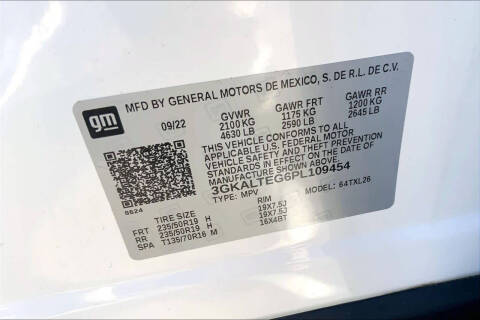 gm
MFD BY GENERAL MOTORS DE MEXICO, S. DE R.L. DE C.V.
09/22 GVWR GAWR FRT GAWR RR
2100 KG 1175 KG 1200 KG
4630 LB 2590 LB 2645 LB
THIS VEHICLE CONFORMS TO ALL
APPLICABLE U.S. FEDERAL MOTOR
VEHICLE SAFETY AND THEFT
PREVENTION STANDARDS IN EFFECT ON
THE DATE OF MANUFACTURE
SHOWN ABOVE.
3GKALTEG6PL109454
TYPE: MPV MODEL: 64TXL26
8624
TIRE SIZE RIM
FRT 235/50R19 H 19X7.5J
RR 235/50R19 H 19X7.5J
SPA T135/70R16 M 16X4BT